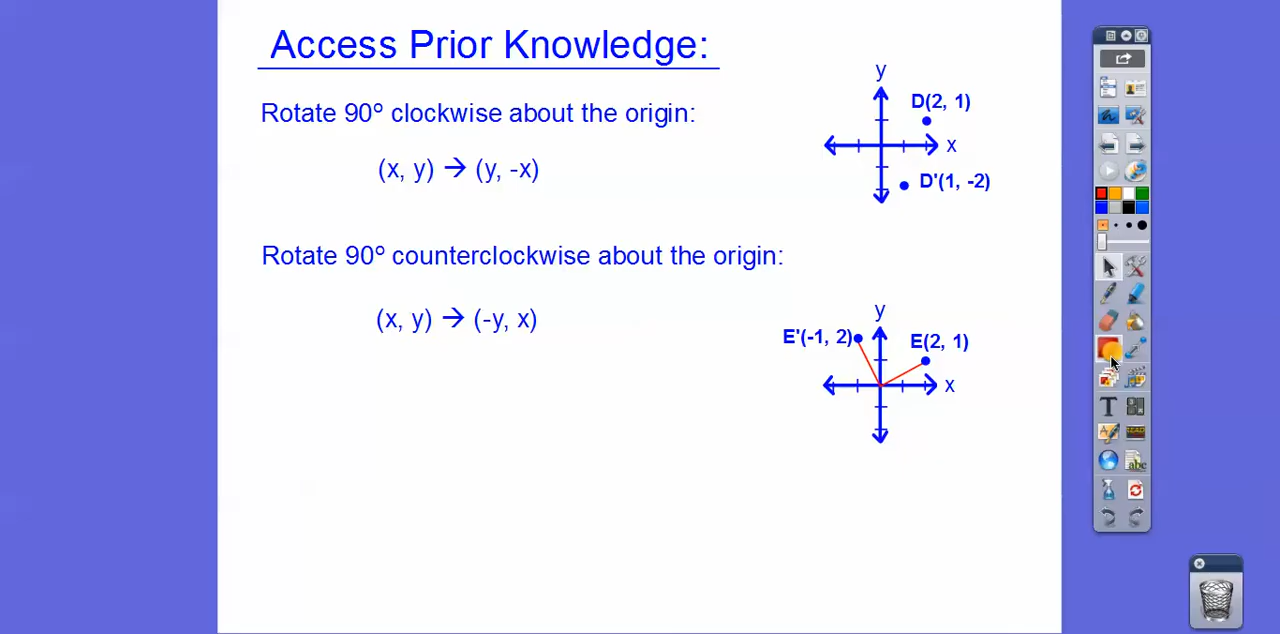 Access Prior Knowledge:
Rotate 90° clockwise about the origin:
(x, y) → (y, -x)
y
D(2, 1)
x
D'(1, -2)
Rotate 90° counterclockwise about the origin:
(x, y) → (-y, x)
y
E'(-1, 2)
E(2, 1)
x
T
abc